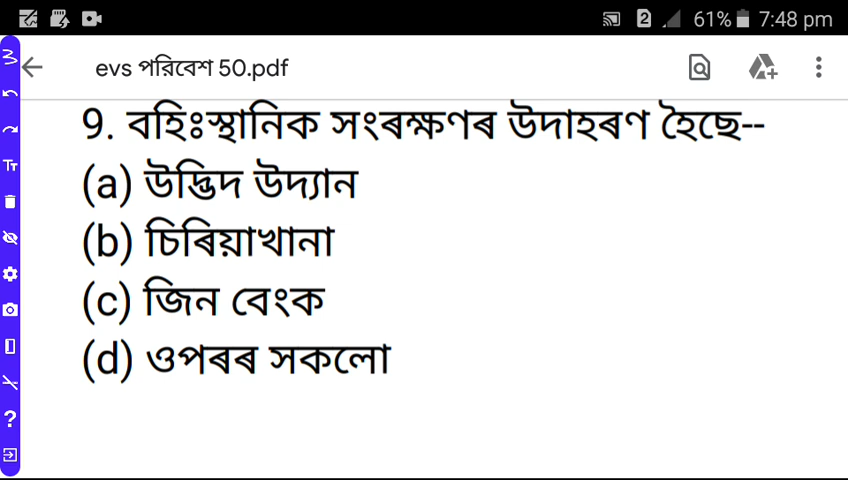 61% 7:48 pm
evs পৰিবেশ 50.pdf
9. বহিঃস্থানিক সংৰক্ষণৰ উদাহৰণ হৈছে--
(a) উদ্ভিদ উদ্যান
(b) চিৰিয়াখানা
(c) জিন বেংক
(d) ওপৰৰ সকলো